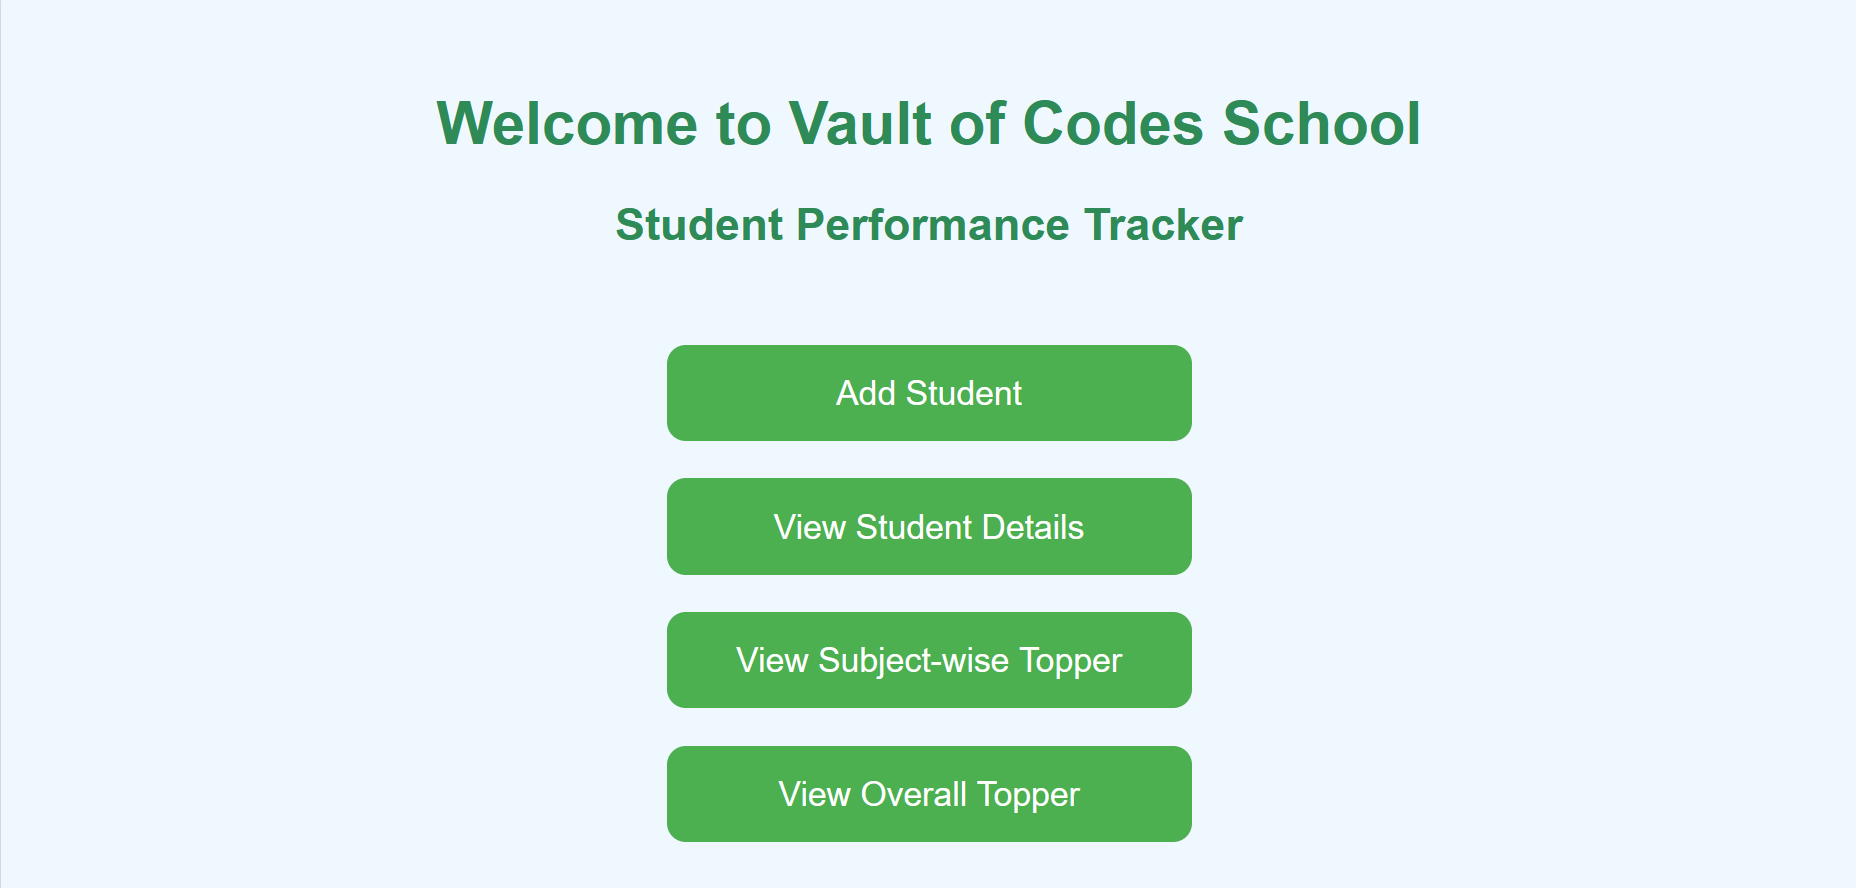 Welcome to Vault of Codes School
Student Performance Tracker
Add Student
View Student Details
View Subject-wise Topper
View Overall Topper